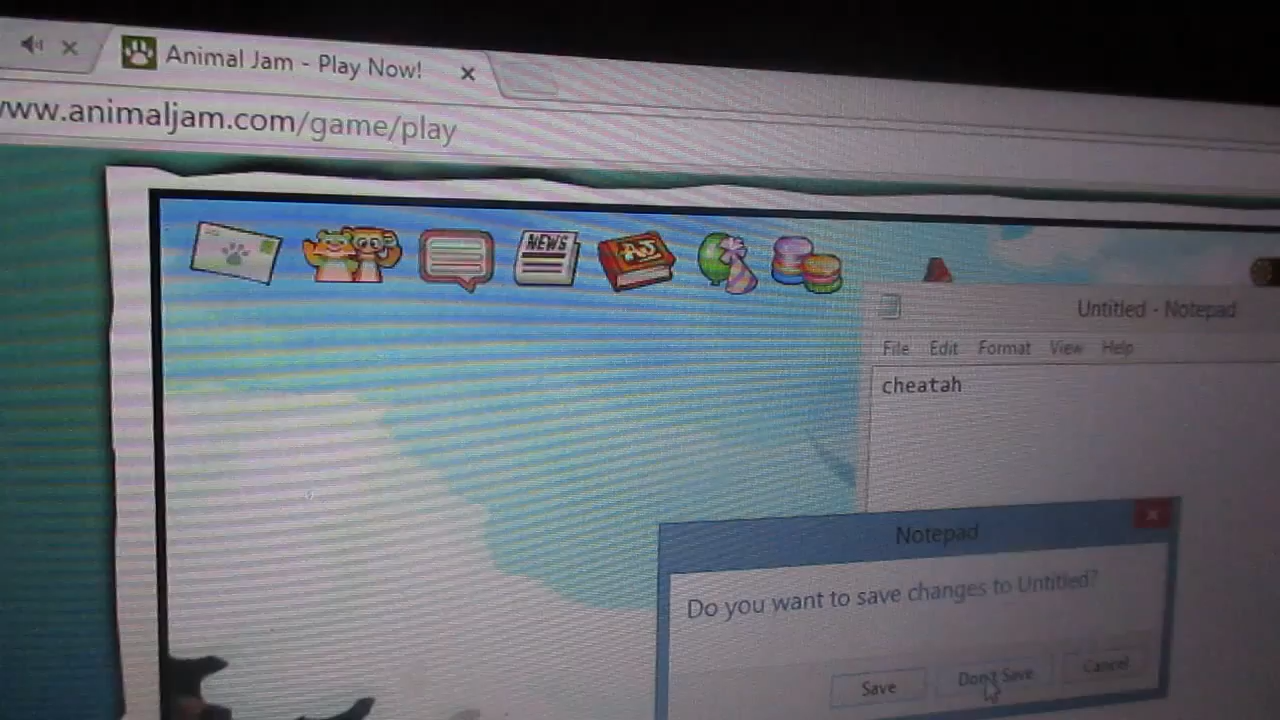 Animal Jam - Play Now!
www.animaljam.com/game/play
NEWS
AJ
Untitled - Notepad
File Edit Format View Help
cheatah
Notepad
Do you want to save changes to Untitled?
Save Don't Save Cancel